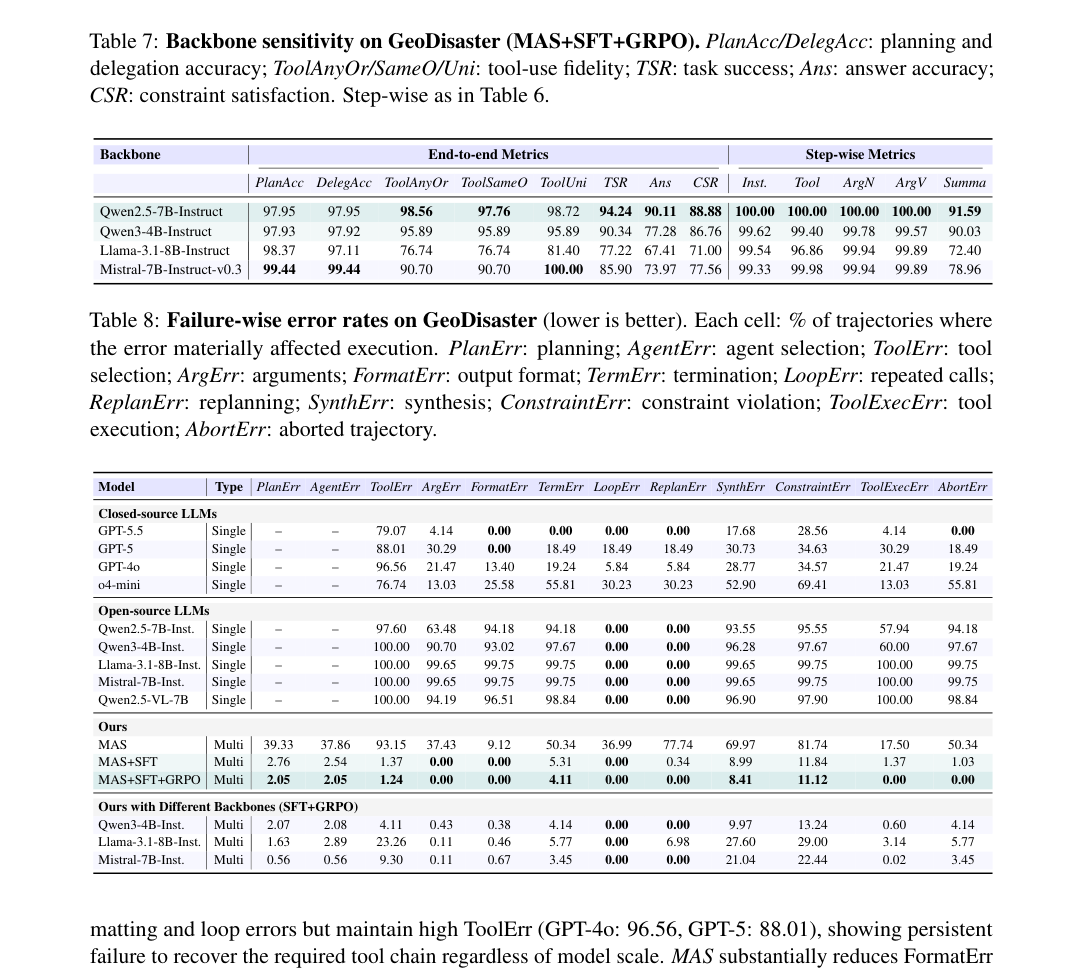 Table 7: Backbone sensitivity on GeoDisaster (MAS+SFT+GRPO). PlanAcc/DelegAcc: planning and
delegation accuracy; ToolAnyOr/SameO/Uni: tool-use fidelity; TSR: task success; Ans: answer accuracy;
CSR: constraint satisfaction. Step-wise as in Table 6.
Backbone End-to-end Metrics Step-wise Metrics
PlanAcc DelegAcc ToolAnyOr ToolSameO ToolUni TSR Ans CSR Inst. Tool ArgN ArgV Summa
Qwen2.5-7B-Instruct 97.95 97.95 98.56 97.76 98.72 94.24 90.11 88.88 100.00 100.00 100.00 100.00 91.59
Qwen3-4B-Instruct 97.93 97.92 95.89 95.89 95.89 90.34 77.28 86.76 99.62 99.40 99.78 99.57 90.03
Llama-3.1-8B-Instruct 98.37 97.11 76.74 76.74 81.40 77.22 67.41 71.00 99.54 96.86 99.94 99.89 72.40
Mistral-7B-Instruct-v0.3 99.44 99.44 90.70 90.70 100.00 85.90 73.97 77.56 99.33 99.98 99.94 99.89 78.96
Table 8: Failure-wise error rates on GeoDisaster (lower is better). Each cell: % of trajectories where
the error materially affected execution. PlanErr: planning; AgentErr: agent selection; ToolErr: tool
selection; ArgErr: arguments; FormatErr: output format; TermErr: termination; LoopErr: repeated calls;
ReplanErr: replanning; SynthErr: synthesis; ConstraintErr: constraint violation; ToolExecErr: tool
execution; AbortErr: aborted trajectory.
Model Type PlanErr AgentErr ToolErr ArgErr FormatErr TermErr LoopErr ReplanErr SynthErr ConstraintErr ToolExecErr AbortErr
Closed-source LLMs
GPT-5.5 Single – – 79.07 4.14 0.00 0.00 0.00 0.00 17.68 28.56 4.14 0.00
GPT-5 Single – – 88.01 30.29 0.00 18.49 18.49 18.49 30.73 34.63 30.29 18.49
GPT-4o Single – – 96.56 21.47 13.40 19.24 5.84 5.84 28.77 34.57 21.47 19.24
o4-mini Single – – 76.74 13.03 25.58 55.81 30.23 30.23 52.90 69.41 13.03 55.81
Open-source LLMs
Qwen2.5-7B-Inst. Single – – 97.60 63.48 94.18 94.18 0.00 0.00 93.55 95.55 57.94 94.18
Qwen3-4B-Inst. Single – – 100.00 90.70 93.02 97.67 0.00 0.00 96.28 97.67 60.00 97.67
Llama-3.1-8B-Inst. Single – – 100.00 99.65 99.75 99.75 0.00 0.00 99.65 99.75 100.00 99.75
Mistral-7B-Inst. Single – – 100.00 99.65 99.75 99.75 0.00 0.00 99.65 99.75 100.00 99.75
Qwen2.5-VL-7B Single – – 100.00 94.19 96.51 98.84 0.00 0.00 96.90 97.90 100.00 98.84
Ours
MAS Multi 39.33 37.86 93.15 37.43 9.12 50.34 36.99 77.74 69.97 81.74 17.50 50.34
MAS+SFT Multi 2.76 2.54 1.37 0.00 0.00 5.31 0.00 0.34 8.99 11.84 1.37 1.03
MAS+SFT+GRPO Multi 2.05 2.05 1.24 0.00 0.00 4.11 0.00 0.00 8.41 11.12 0.00 0.00
Ours with Different Backbones (SFT+GRPO)
Qwen3-4B-Inst. Multi 2.07 2.08 4.11 0.43 0.38 4.14 0.00 0.00 9.97 13.24 0.60 4.14
Llama-3.1-8B-Inst. Multi 1.63 2.89 23.26 0.11 0.46 5.77 0.00 6.98 27.60 29.00 3.14 5.77
Mistral-7B-Inst. Multi 0.56 0.56 9.30 0.11 0.67 3.45 0.00 0.00 21.04 22.44 0.02 3.45
matting and loop errors but maintain high ToolErr (GPT-4o: 96.56, GPT-5: 88.01), showing persistent
failure to recover the required tool chain regardless of model scale. MAS substantially reduces FormatErr